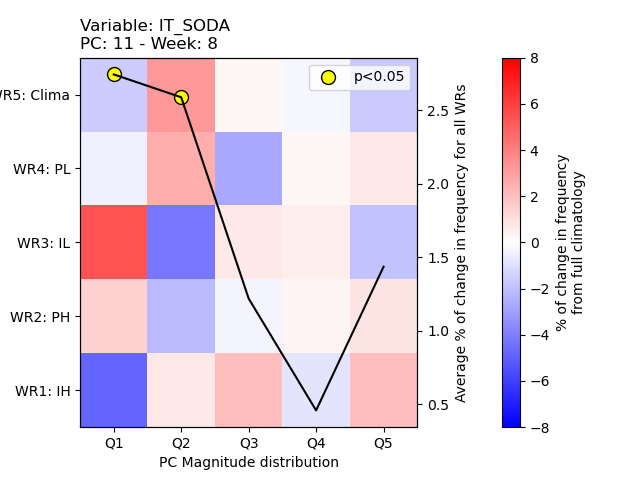 Variable: IT_SODA
PC: 11 - Week: 8
p<0.05
WR5: Clima
WR4: PL
WR3: IL
WR2: PH
WR1: IH
Q1 Q2 Q3 Q4 Q5
PC Magnitude distribution
2.5
2.0
1.5
1.0
0.5
Average % of change in frequency for all WRs
8
6
4
2
0
−2
−4
−6
−8
% of change in frequency
from full climatology